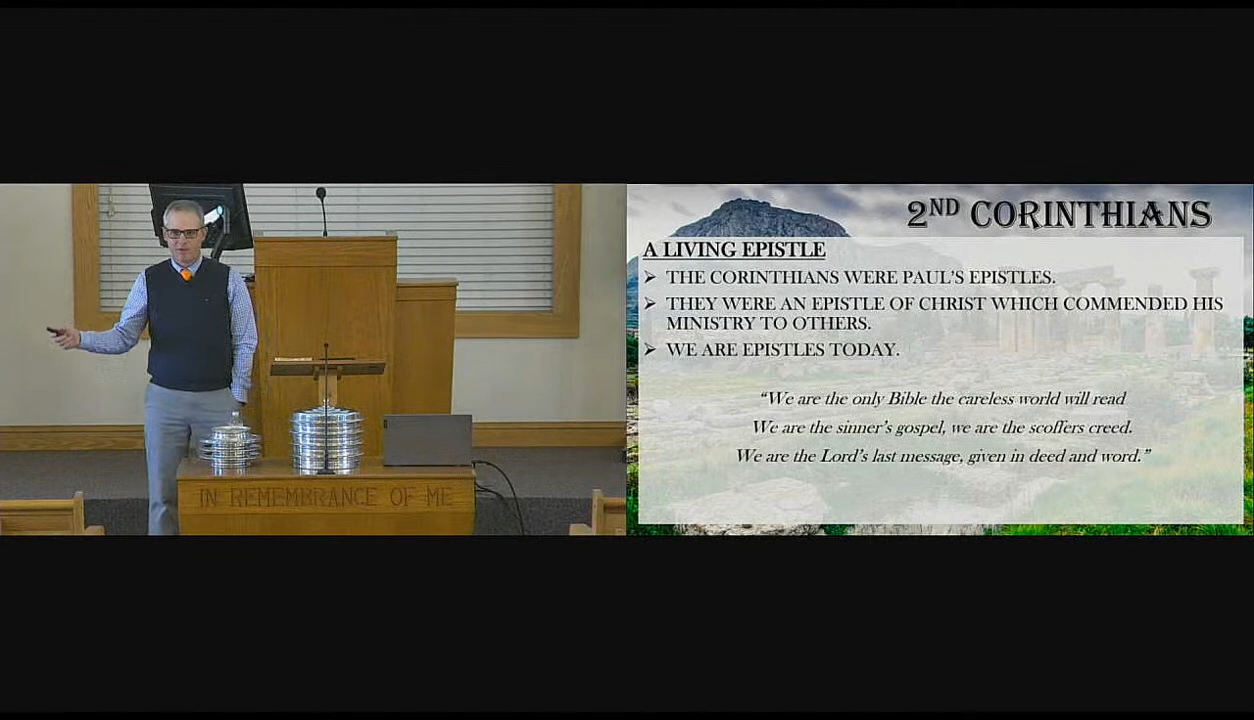 2ND CORINTHIANS
A LIVING EPISTLE
➢ THE CORINTHIANS WERE PAUL'S EPISTLES.
➢ THEY WERE AN EPISTLE OF CHRIST WHICH COMMENDED HIS
MINISTRY TO OTHERS.
➢ WE ARE EPISTLES TODAY.
“We are the only Bible the careless world will read
We are the sinner's gospel, we are the scoffers creed.
We are the Lord's last message, given in deed and word.”
IN REMEMBRANCE OF ME